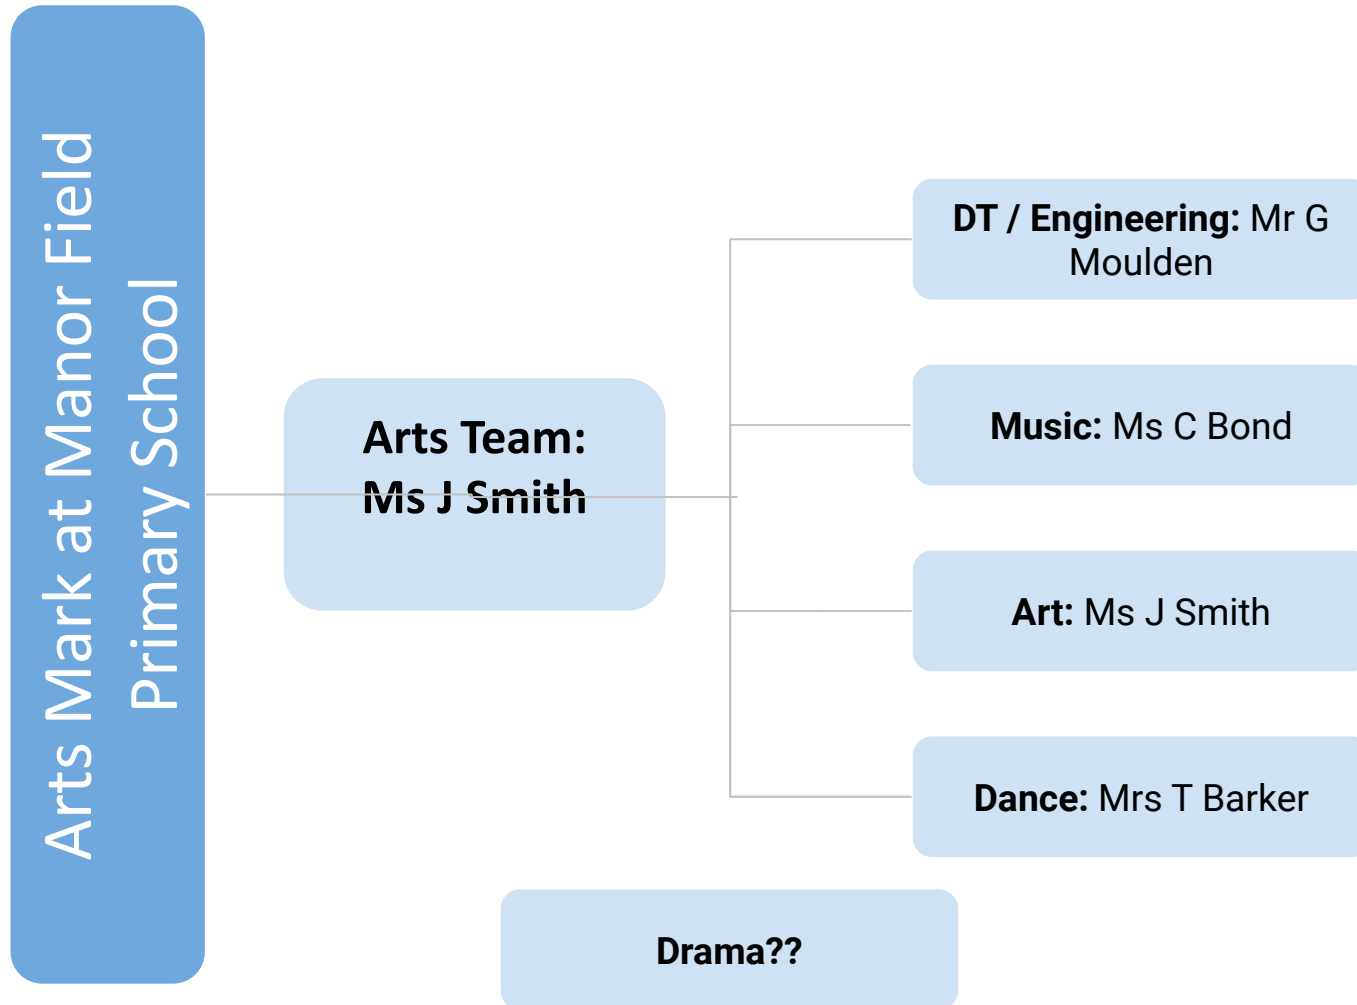 Arts Mark at Manor Field
Primary School
Arts Team:
Ms J Smith
DT / Engineering: Mr G
Moulden
Music: Ms C Bond
Art: Ms J Smith
Dance: Mrs T Barker
Drama??